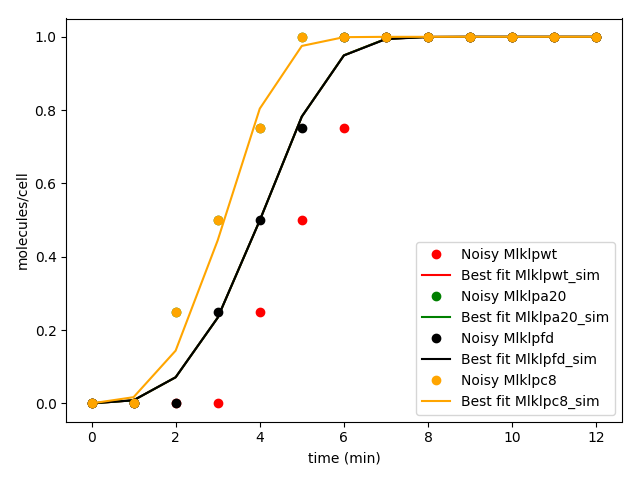 1.0
0.8
0.6
0.4
0.2
0.0
molecules/cell
0 2 4 6 8 10 12
time (min)
Noisy Mlklpwt
Best fit Mlklpwt_sim
Noisy Mlklpa20
Best fit Mlklpa20_sim
Noisy Mlklpfd
Best fit Mlklpfd_sim
Noisy Mlklpc8
Best fit Mlklpc8_sim